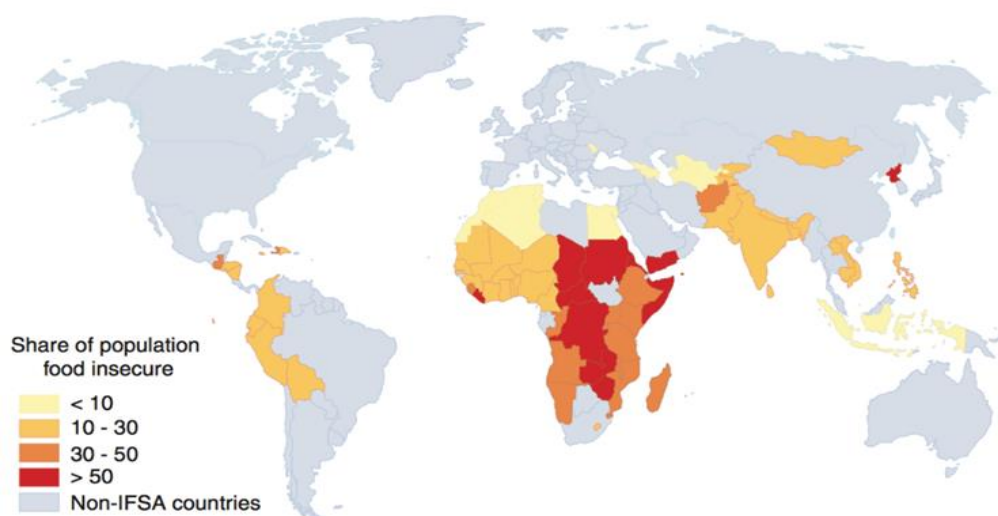 Share of population
food insecure
< 10
10 - 30
30 - 50
> 50
Non-IFSA countries